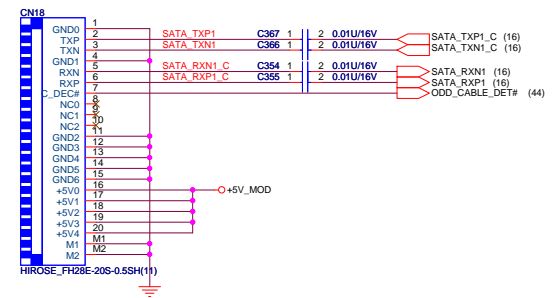 CN18
GND0 1
TXP 2 SATA_TXP1 C367 1 2 0.01U/16V SATA_TXP1_C (16)
TXN 3 SATA_TXN1 C366 1 2 0.01U/16V SATA_TXN1_C (16)
GND1 4
RXN 5 SATA_RXN1_C C354 1 2 0.01U/16V SATA_RXN1 (16)
RXP 6 SATA_RXP1_C C355 1 2 0.01U/16V SATA_RXP1 (16)
C_DEC# 7 ODD_CABLE_DET# (44)
NC0 8
NC1 9
NC2 10
GND2 11
GND3 12
GND4 13
GND5 14
GND6 15
+5V0 16 +5V_MOD
+5V1 17
+5V2 18
+5V3 19
+5V4 20
M1 M1
M2 M2
HIROSE_FH28E-20S-0.5SH(11)